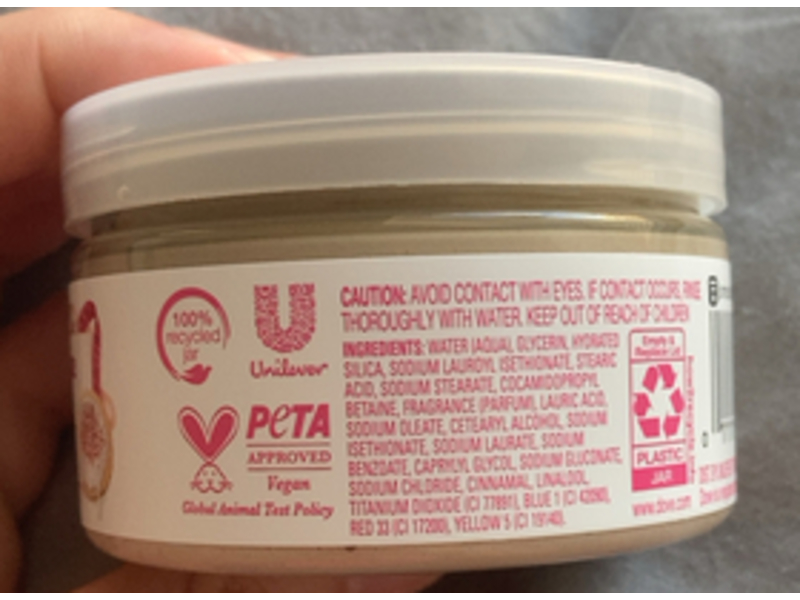 100%
recycled
jar
Unilever
PETA
APPROVED
Vegan
Global Animal Test Policy
CAUTION: AVOID CONTACT WITH EYES. IF CONTACT OCCURS, RINSE
THOROUGHLY WITH WATER. KEEP OUT OF REACH OF CHILDREN
INGREDIENTS: WATER (AQUA), GLYCERIN, HYDRATED
SILICA, SODIUM LAUROYL ISETHIONATE, STEARIC
ACID, SODIUM STEARATE, COCAMIDOPROPYL
BETAINE, FRAGRANCE (PARFUM), LAURIC ACID,
SODIUM OLEATE, CETEARYL ALCOHOL, SODIUM
ISETHIONATE, SODIUM LAURATE, SODIUM
BENZOATE, CAPRYLYL GLYCOL, SODIUM GLUCONATE,
SODIUM CHLORIDE, CINNAMAL, LINALOOL,
TITANIUM DIOXIDE (CI 77891), BLUE 1 (CI 42090),
RED 33 (CI 17200), YELLOW 5 (CI 19140).
Empty &
Replace Lid
PLASTIC
JAR
how2recycle.info
www.dove.com
0